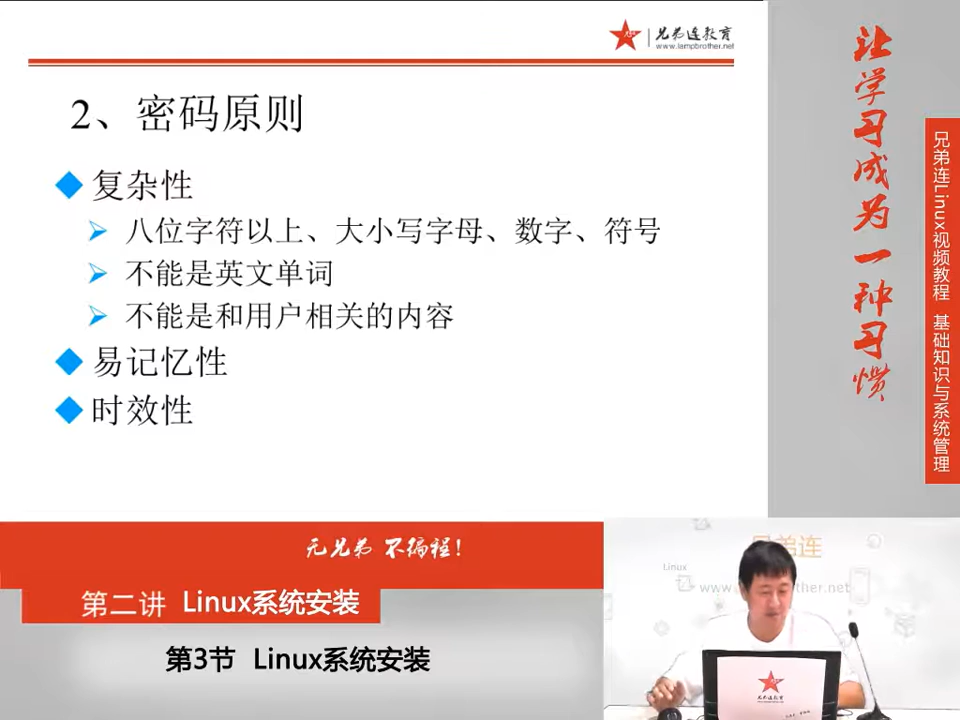 兄弟连教育
www.lampbrother.net
2、密码原则
复杂性
八位字符以上、大小写字母、数字、符号
不能是英文单词
不能是和用户相关的内容
易记忆性
时效性
让学习成为一种习惯
兄弟连Linux视频教程 基础知识与系统管理
无兄弟 不编程!
第二讲 Linux系统安装
第3节 Linux系统安装
兄弟连
Linux
兄弟连教育